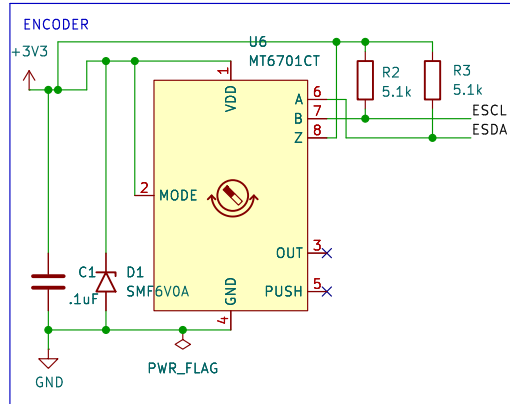 ENCODER
+3V3
U6
MT6701CT
1
VDD
R2
5.1k
R3
5.1k
A
6
B
7
Z
8
ESCL
ESDA
2
MODE
OUT
3
PUSH
5
GND
4
C1
.1uF
D1
SMF6V0A
GND
PWR_FLAG